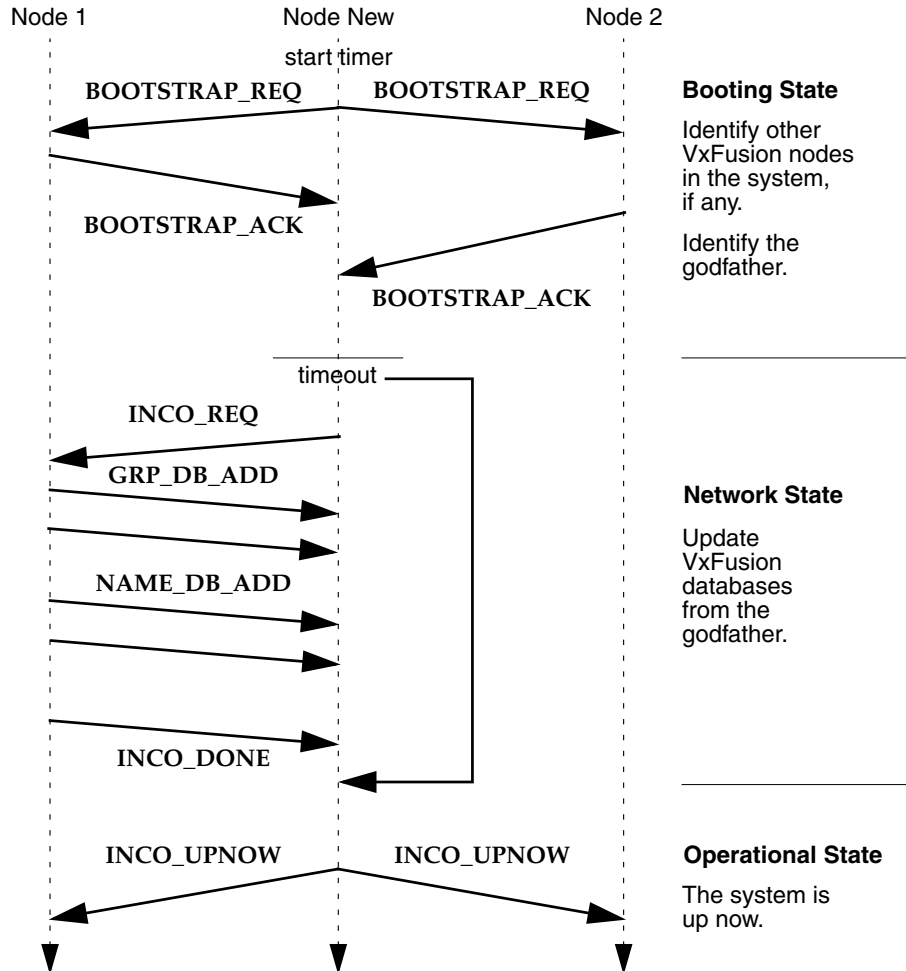 Node 1 Node New Node 2
start timer
BOOTSTRAP_REQ BOOTSTRAP_REQ
Booting State
Identify other
VxFusion nodes
in the system,
if any.
Identify the
godfather.
BOOTSTRAP_ACK
BOOTSTRAP_ACK
timeout
INCO_REQ
GRP_DB_ADD
NAME_DB_ADD
INCO_DONE
Network State
Update
VxFusion
databases
from the
godfather.
INCO_UPNOW INCO_UPNOW
Operational State
The system is
up now.